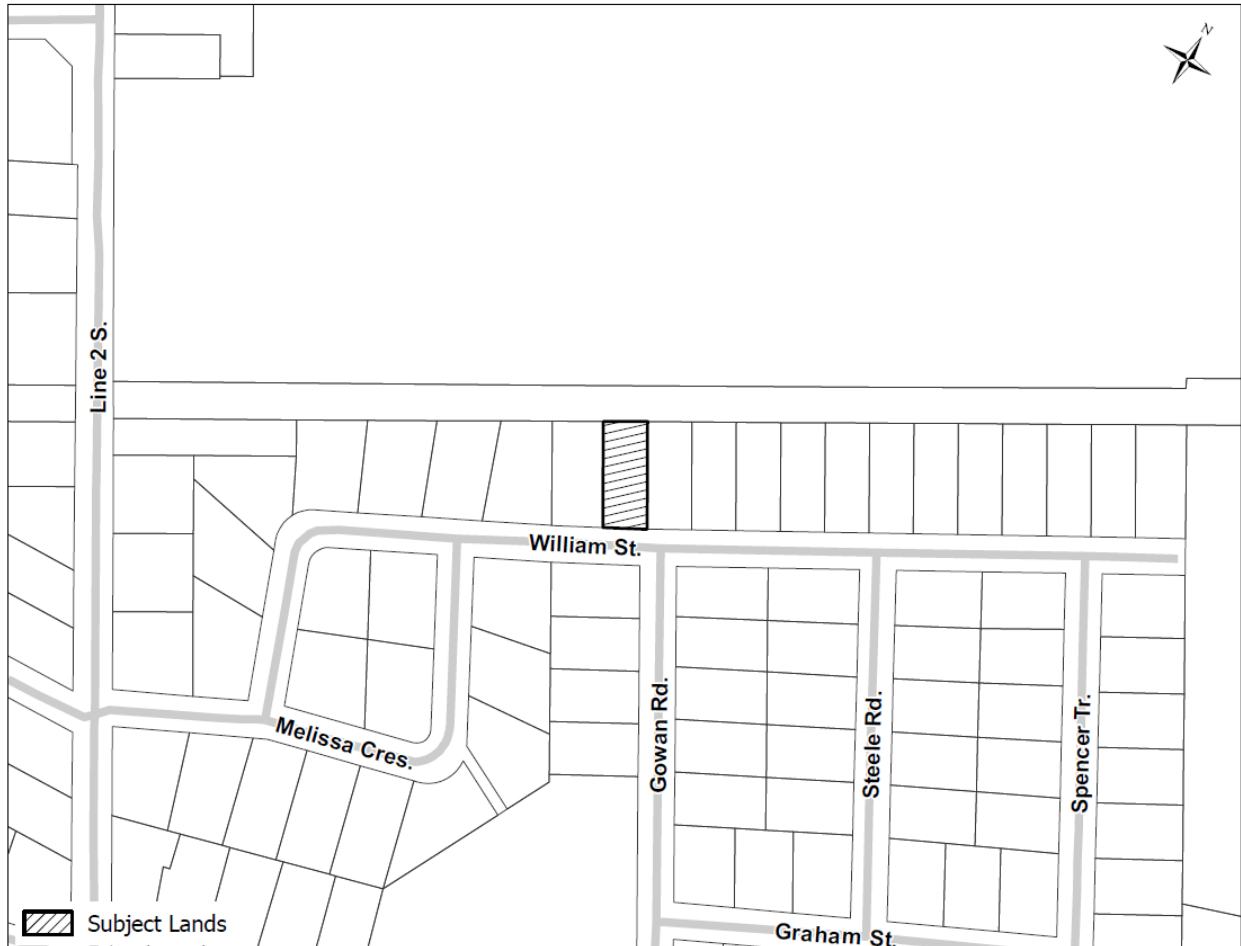 N
Line 2 S.
William St.
Gowan Rd.
Steele Rd.
Spencer Tr.
Melissa Cres.
Graham St.
Subject Lands